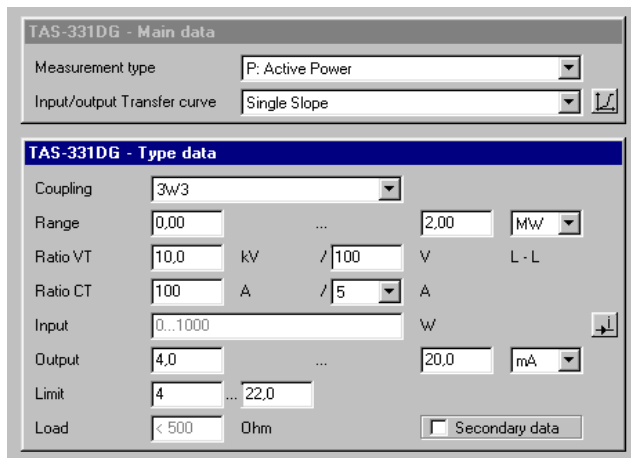 TAS-331DG - Main data
Measurement type P: Active Power
Input/output Transfer curve Single Slope
TAS-331DG - Type data
Coupling 3W3
Range 0,00 ... 2,00 MW
Ratio VT 10,0 kV / 100 V L - L
Ratio CT 100 A / 5 A
Input 0...1000 W
Output 4,0 ... 20,0 mA
Limit 4 ... 22,0
Load < 500 Ohm Secondary data